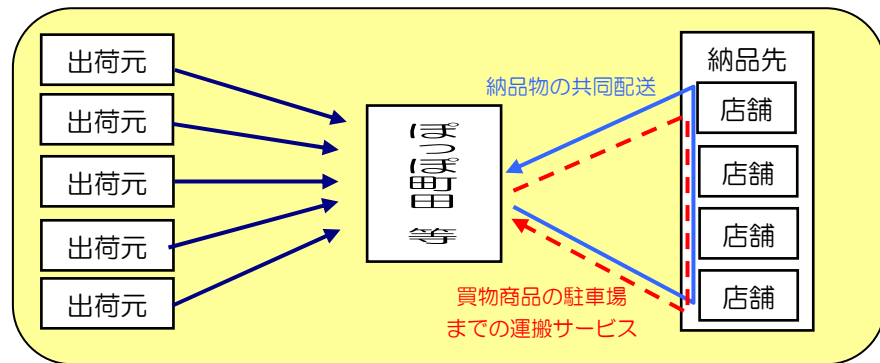 出荷元
出荷元
出荷元
出荷元
出荷元
ぽっぽ町田 等
納品物の共同配送
納品先
店舗
店舗
店舗
店舗
買物商品の駐車場
までの運搬サービス